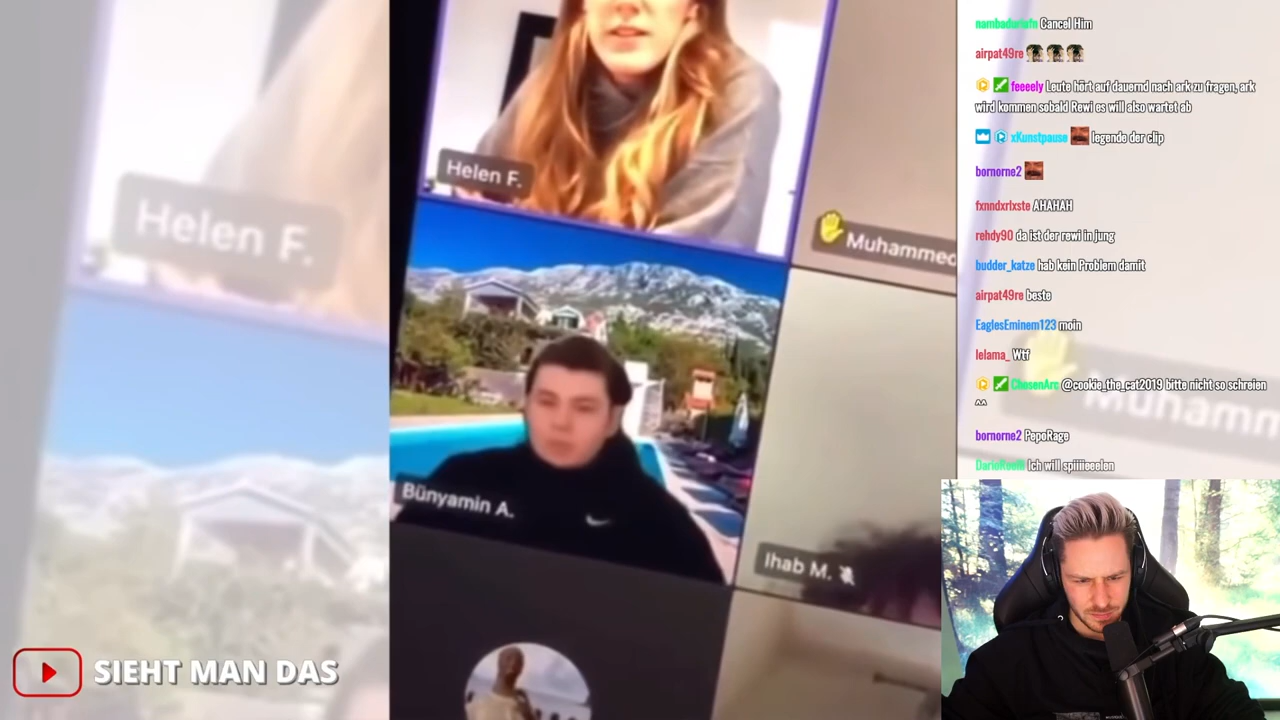 Helen F.
Helen F.
Muhammed
Bünyamin A.
Ihab M.
Muhamm
SIEHT MAN DAS
Cancel Him
airpat49re
feeeely Leute hört auf dauernd nach ark zu fragen, ark
wird kommen sobald Rewi es will also wartet ab
xKunstpause legende der clip
bornorne2
fxnndxrlxste AHAHAH
rehdy90 da ist der rewi in jung
budder_katze hab kein Problem damit
airpat49re beste
EaglesEminem123 moin
lelama_ Wtf
ChosenArc @cookie_the_cat2019 bitte nicht so schreien
^^
bornorne2 PepoRage
Ich will spiiiieeelen